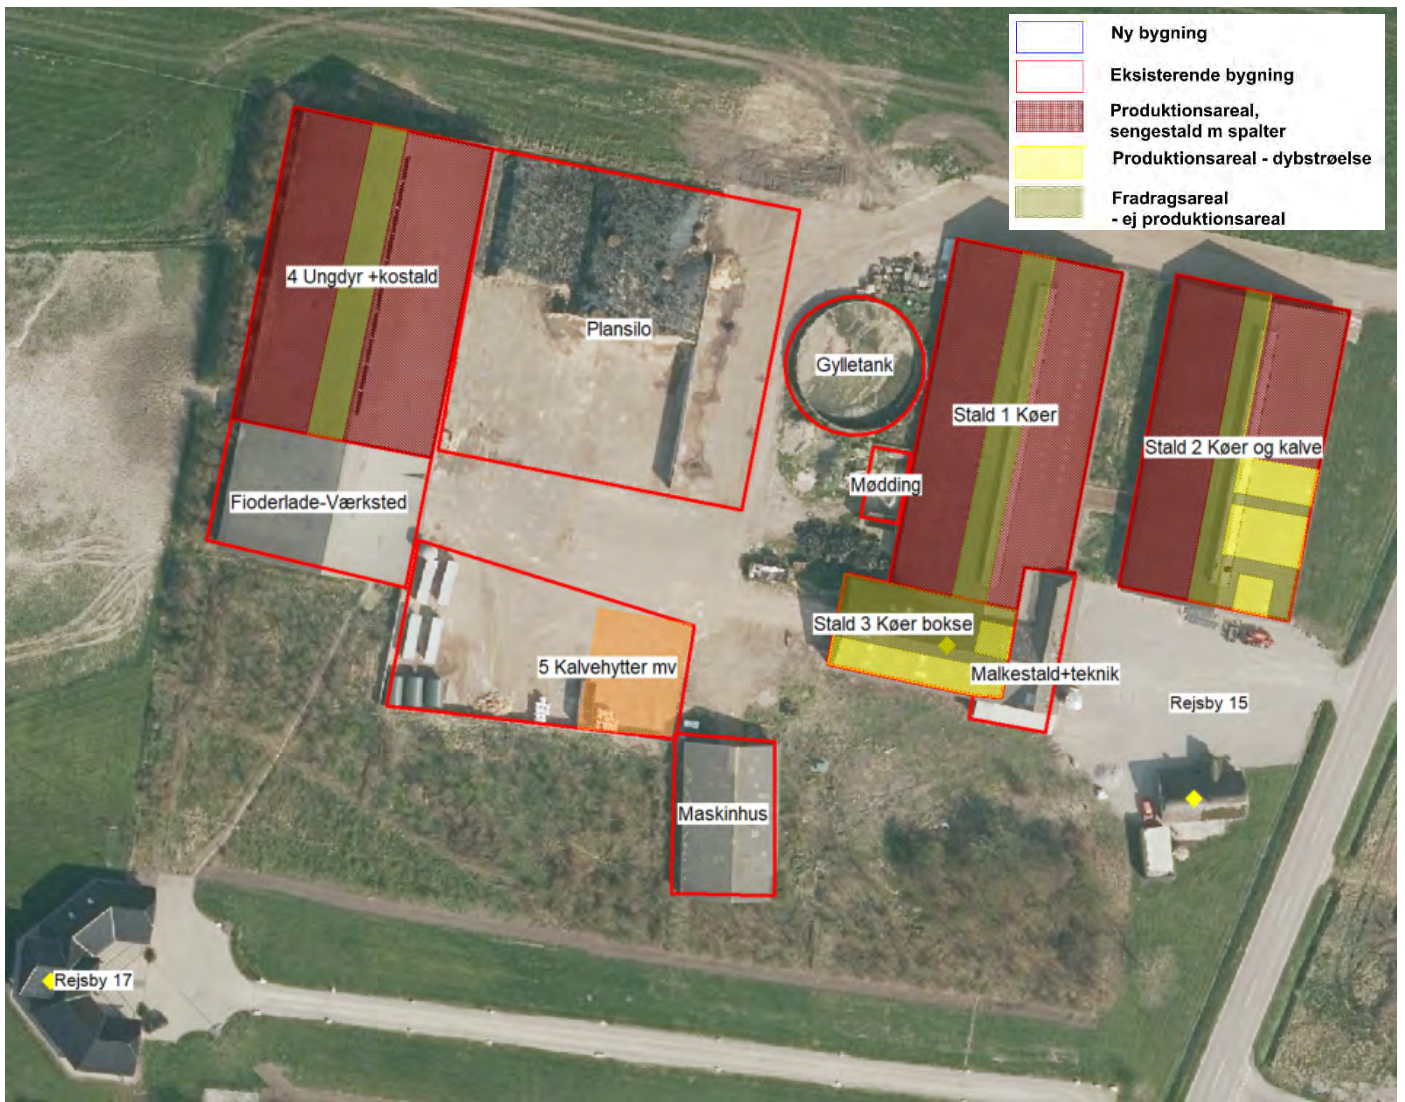 Ny bygning
Eksisterende bygning
Produktionsareal,
sengestald m spalter
Produktionsareal - dybstrøelse
Fradragsareal
- ej produktionsareal
4 Ungdyr +kostald
Plansilo
Gylletank
Stald 1 Køer
Stald 2 Køer og kalve
Mødding
Fioderlade-Værksted
Stald 3 Køer bokse
5 Kalvehytter mv
Malkestald+teknik
Rejsby 15
Maskinhus
Rejsby 17